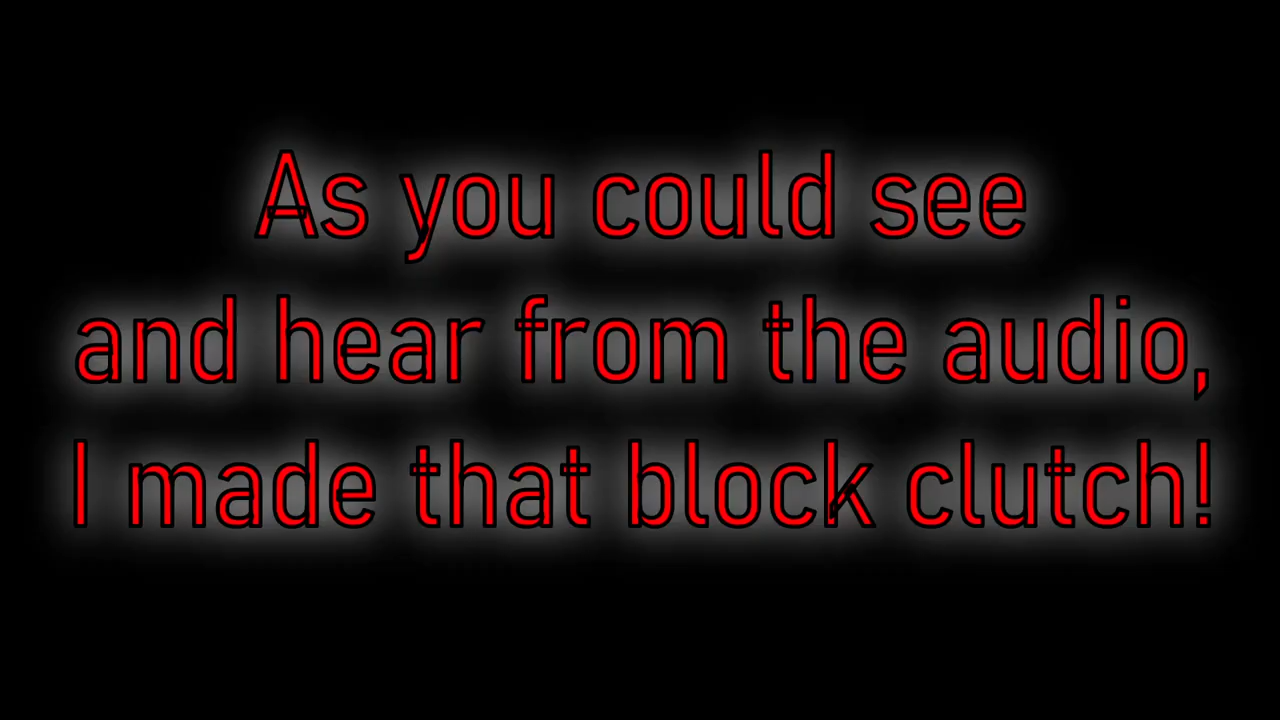 As you could see
and hear from the audio,
I made that block clutch!